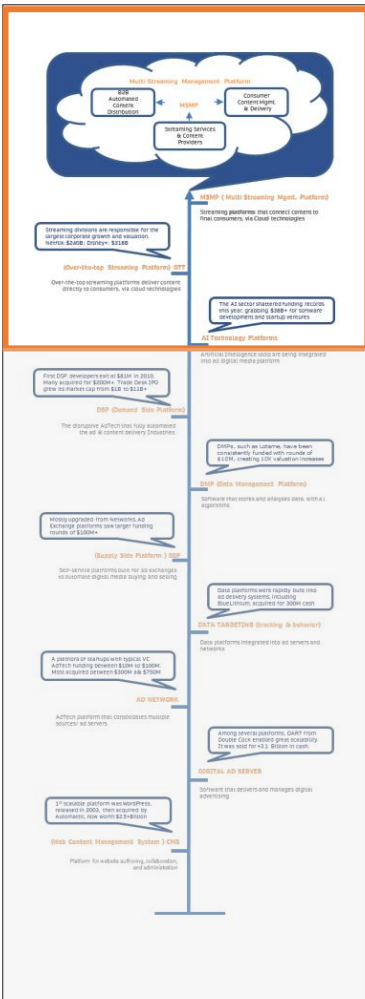 Multi Streaming Management Platform
B2B
Automated
Content
Distribution
MSMP
Consumer
Content Mgmt.
& Delivery
Streaming Services
& Content
Providers
MSMP ( Multi Streaming Mgmt. Platform)
Streaming platforms that connect content to
final consumers, via Cloud technologies
Streaming divisions are responsible for the
largest corporate growth and valuation.
Netflix: $240B; Disney+: $318B
(Over-the-top Streaming Platform) OTT
Over-the-top streaming platforms deliver content
directly to consumers, via cloud technologies
The AI sector shattered funding records
this year, grabbing $38B+ for software
development and startup ventures
AI Technology Platforms
Artificial Intelligence tools are being integrated
into ad digital media platform
First DSP developers exit at $81M in 2010.
Many acquired for $200M+. Trade Desk IPO
grew its market cap from $1B to $11B+
DSP (Demand Side Platform)
The disruptive AdTech that fully automated
the ad & content delivery industries.
DMPs, such as Lotame, have been
consistently funded with rounds of
$10M, creating 10X valuation increases
DMP (Data Management Platform)
Software that stores and analyzes data, with A.I.
algorithms.
Mostly upgraded from Networks, AD
Exchange platforms saw larger funding
rounds of $100M+
(Supply Side Platform ) SSP
Self-service platforms built for ad exchanges
to automate digital media buying and selling
Data platforms were rapidly built into
ad delivery systems, including
BlueLithium, acquired for 300M cash
DATA TARGETING (tracking & behavior)
Data platforms integrated into ad servers and
networks
A plethora of startups with typical VC
AdTech funding between $10M to $100M.
Most acquired between $300M a& $750M
AD NETWORK
AdTech platform that consolidates multiple
sources/ ad servers.
Among several platforms, DART from
Double Click enabled great scalability.
It was sold for +3.1 Billion in cash.
DIGITAL AD SERVER
Software that delivers and manages digital
advertising
1st scalable platform was WordPress,
released in 2003, then acquired by
Automattic, now worth $2.5+Billion
(Web Content Management System ) CMS
Platform for website authoring, collaboration,
and administration